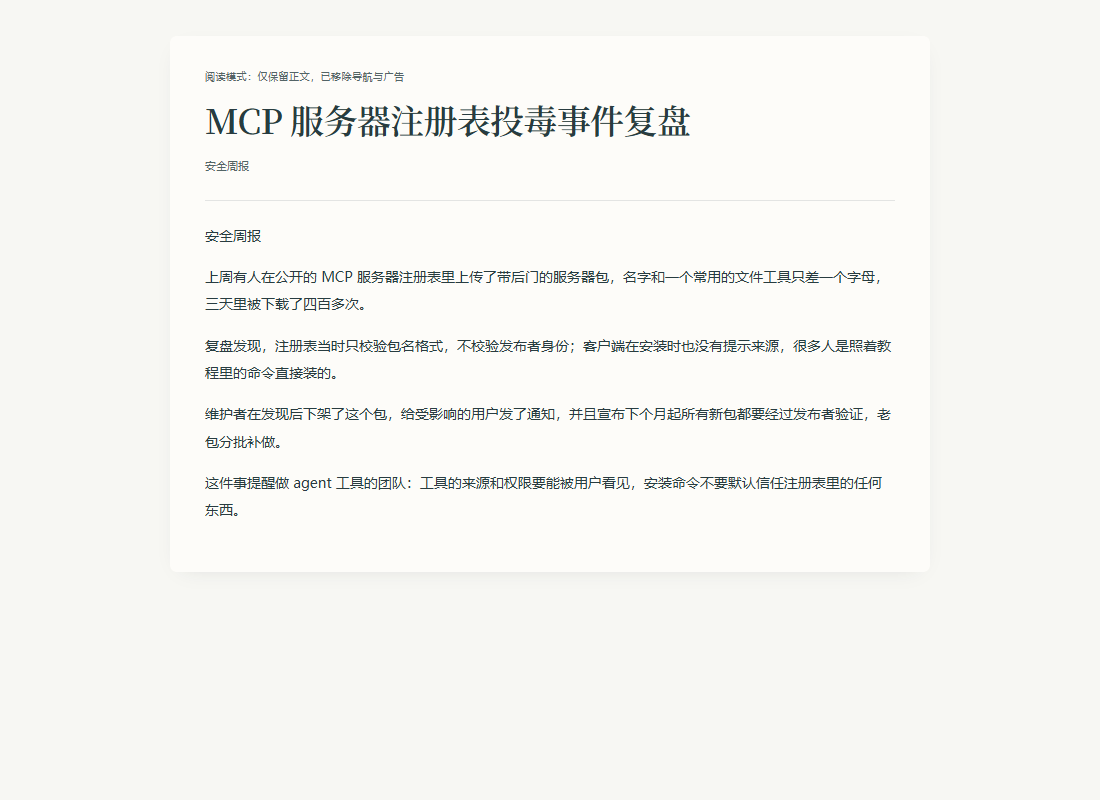 阅读模式：仅保留正文，已移除导航与广告
MCP 服务器注册表投毒事件复盘
安全周报
安全周报
上周有人在公开的 MCP 服务器注册表里上传了带后门的服务器包，名字和一个常用的文件工具只差一个字母，
三天里被下载了四百多次。
复盘发现，注册表当时只校验包名格式，不校验发布者身份；客户端在安装时也没有提示来源，很多人是照着教
程里的命令直接装的。
维护者在发现后下架了这个包，给受影响的用户发了通知，并且宣布下个月起所有新包都要经过发布者验证，老
包分批补做。
这件事提醒做 agent 工具的团队：工具的来源和权限要能被用户看见，安装命令不要默认信任注册表里的任何
东西。